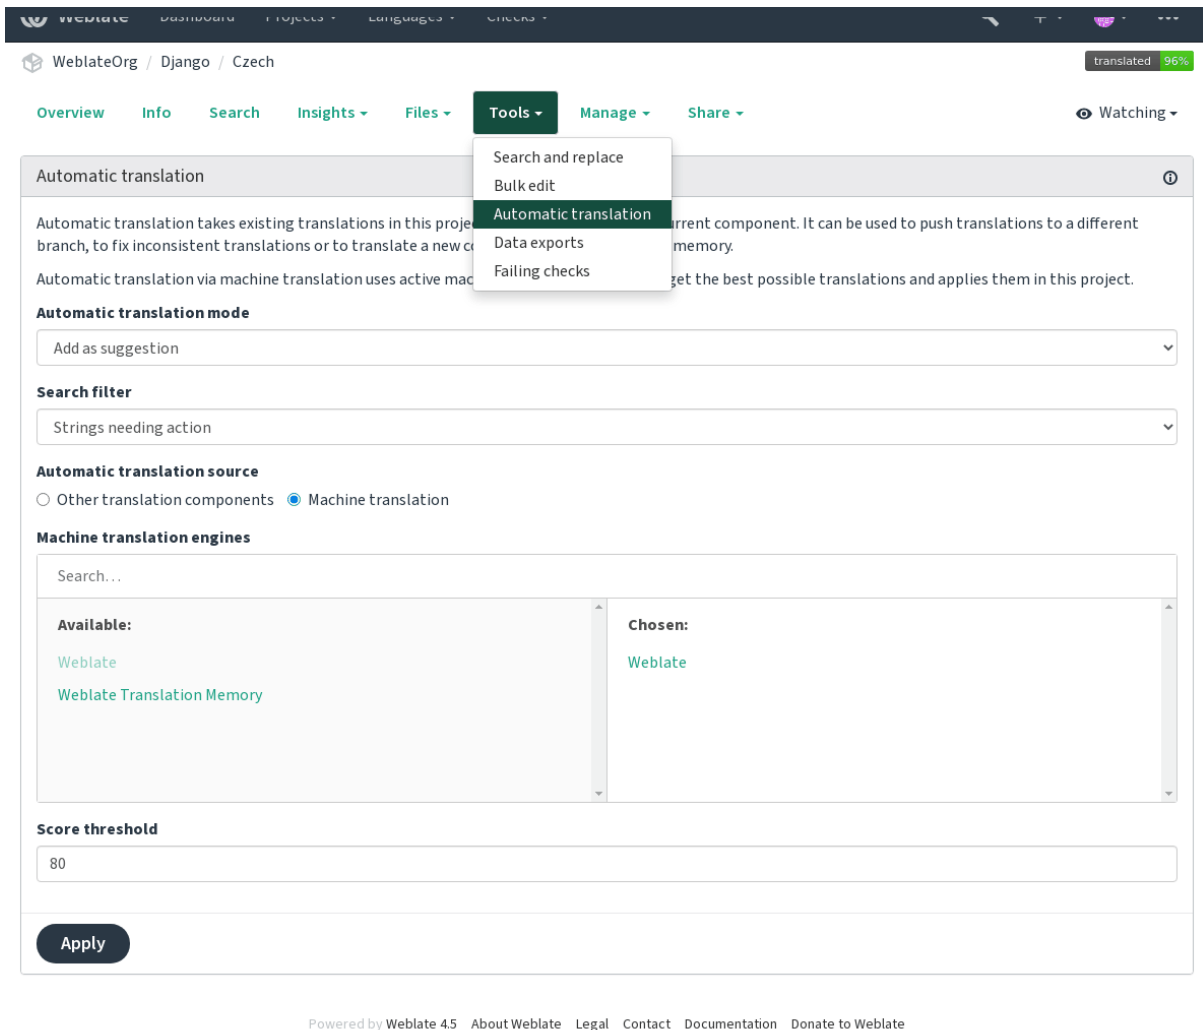 Weblate Dashboard Projects Languages Checks
WeblateOrg / Django / Czech
translated 96%
Overview Info Search Insights Files Tools Manage Share Watching
Search and replace
Bulk edit
Automatic translation
Data exports
Failing checks
Automatic translation
Automatic translation takes existing translations in this projec urrent component. It can be used to push translations to a different
branch, to fix inconsistent translations or to translate a new co memory.
Automatic translation via machine translation uses active mac get the best possible translations and applies them in this project.
Automatic translation mode
Add as suggestion
Search filter
Strings needing action
Automatic translation source
Other translation components Machine translation
Machine translation engines
Search…
Available:
Weblate
Weblate Translation Memory
Chosen:
Weblate
Score threshold
80
Apply
Powered by Weblate 4.5 About Weblate Legal Contact Documentation Donate to Weblate